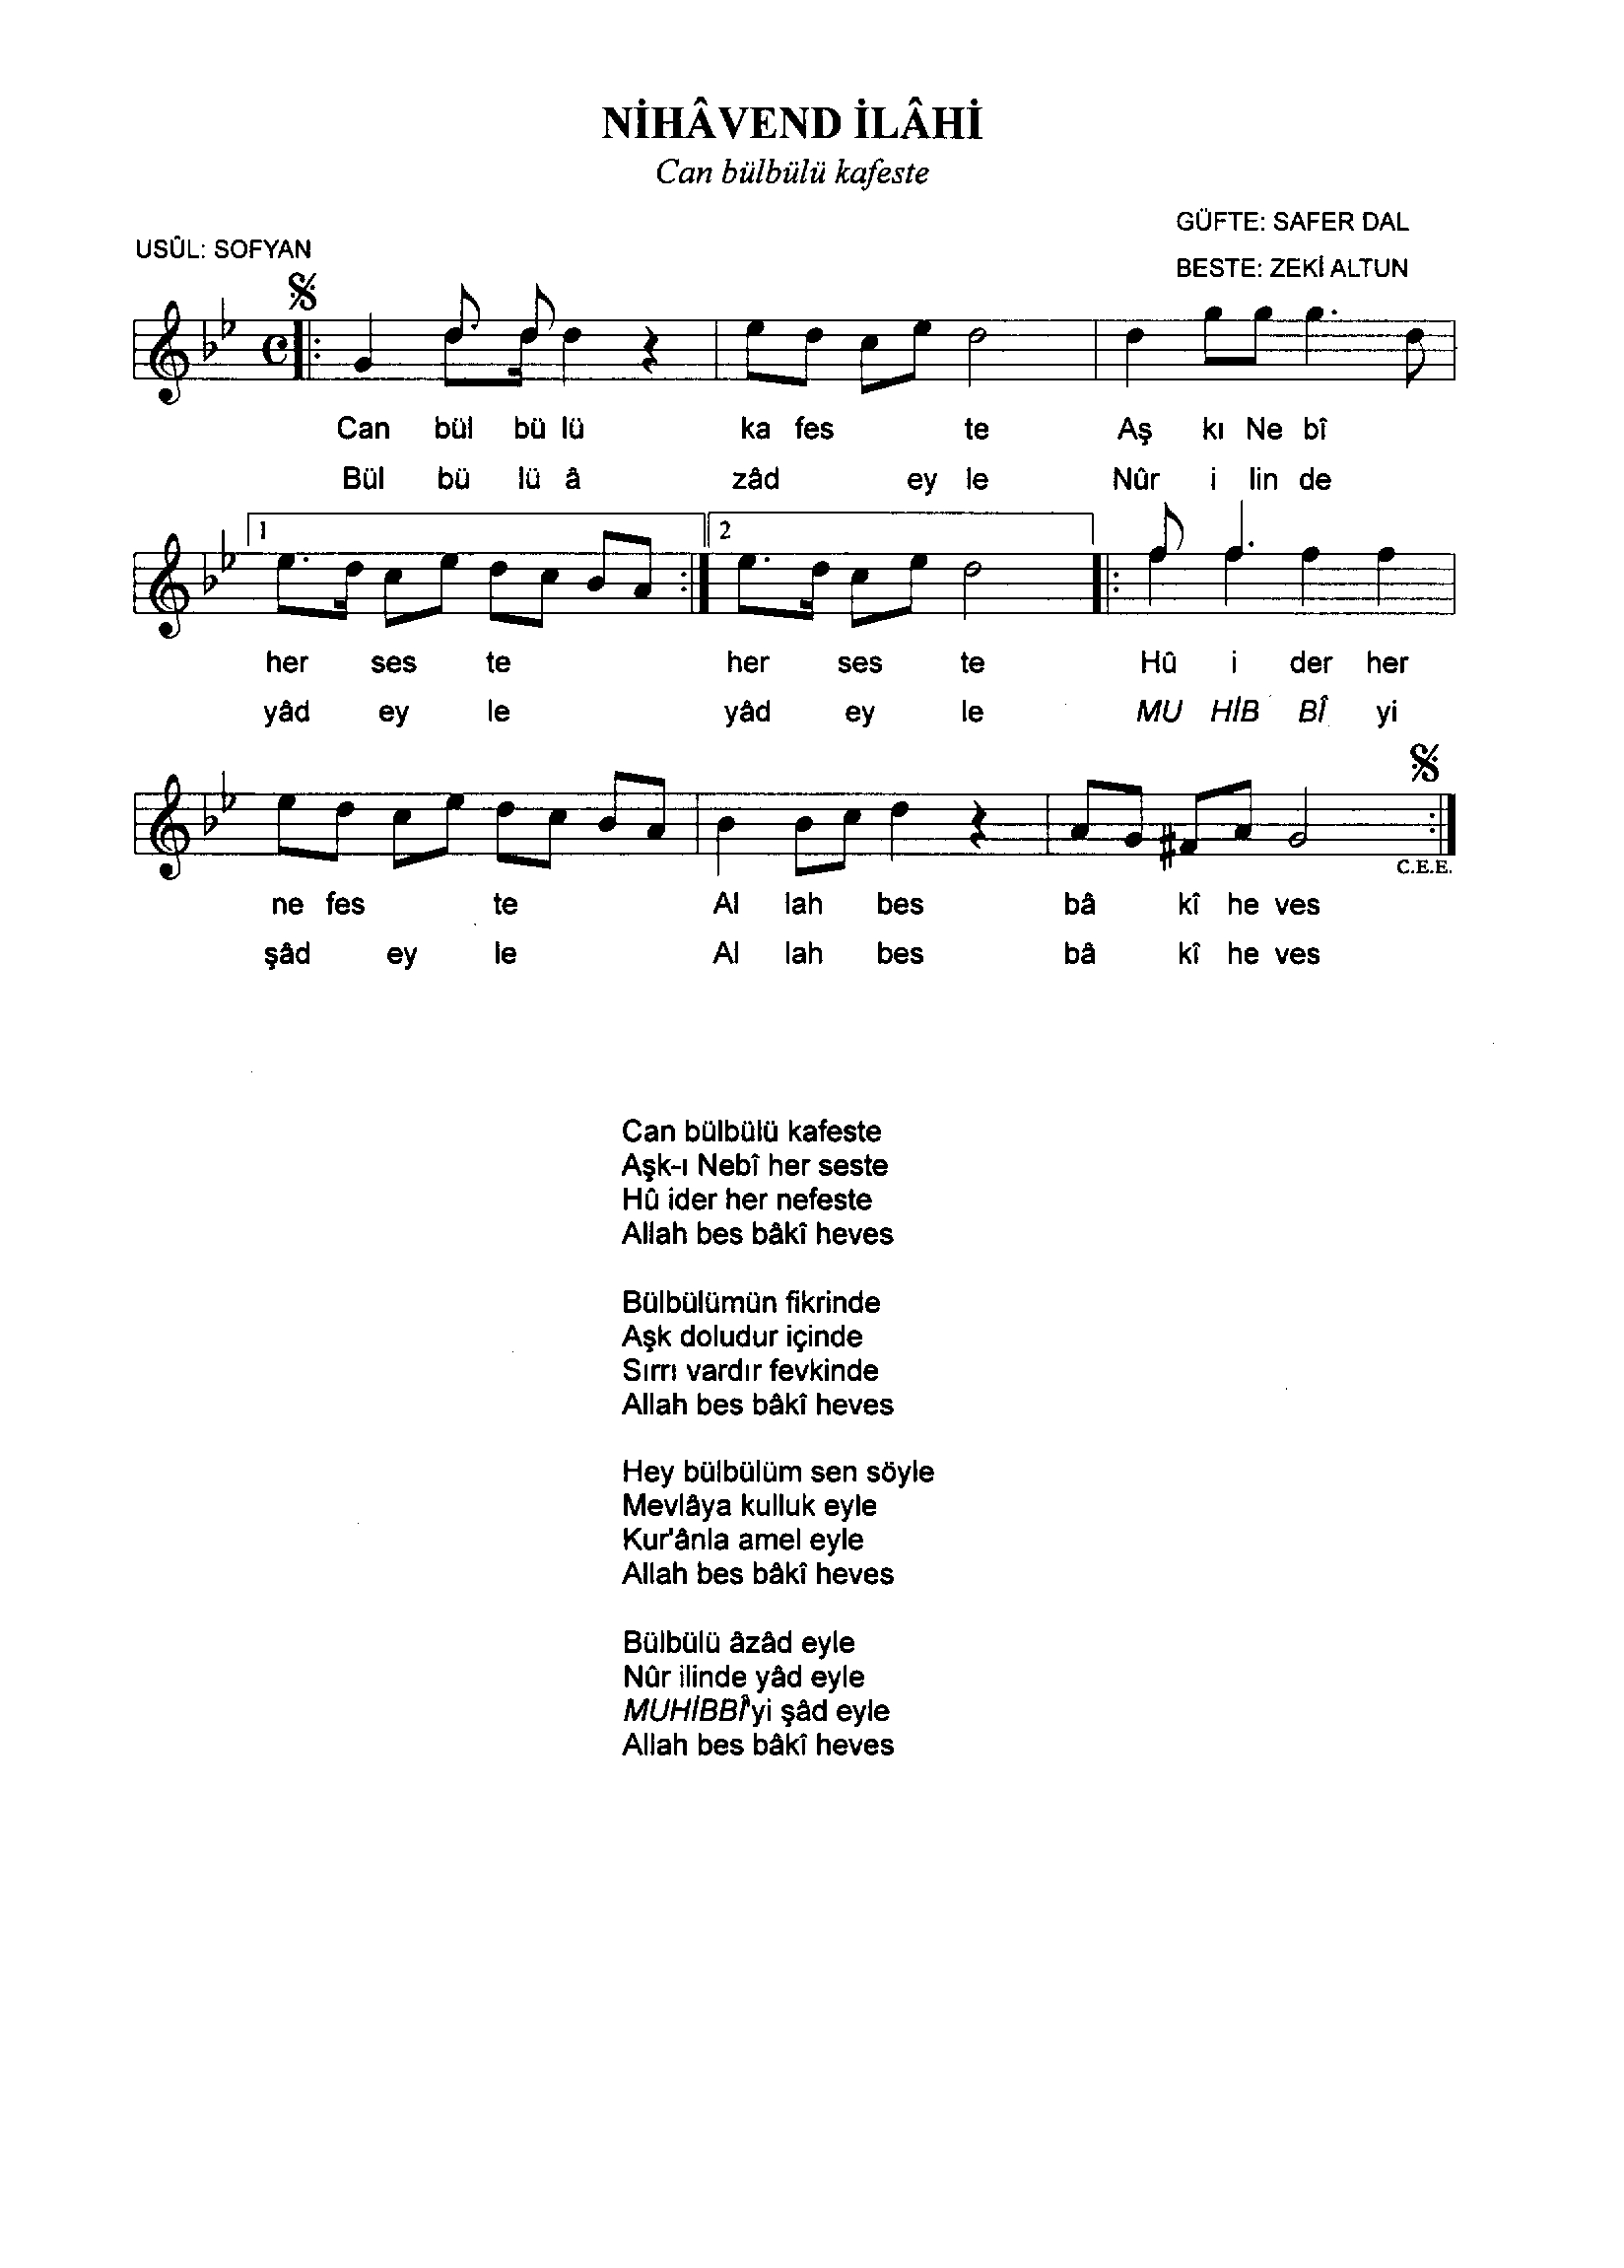 NİHÂVEND İLÂHİ
Can bülbülü kafeste
GÜFTE: SAFER DAL
USÛL: SOFYAN
BESTE: ZEKİ ALTUN
Can bül bü lü ka fes te Aş kı Ne bî
Bül bü lü â zâd ey le Nûr i lin de
1 2
her ses te her ses te Hû i der her
yâd ey le yâd ey le MU HİB BÎ yi
C.E.E.
ne fes te Al lah bes bâ kî he ves
şâd ey le Al lah bes bâ kî he ves
Can bülbülü kafeste
Aşk-ı Nebî her seste
Hû ider her nefeste
Allah bes bâkî heves
Bülbülümün fikrinde
Aşk doludur içinde
Sırrı vardır fevkinde
Allah bes bâkî heves
Hey bülbülüm sen söyle
Mevlâya kulluk eyle
Kur'ânla amel eyle
Allah bes bâkî heves
Bülbülü âzâd eyle
Nûr ilinde yâd eyle
MUHİBBÎ'yi şâd eyle
Allah bes bâkî heves